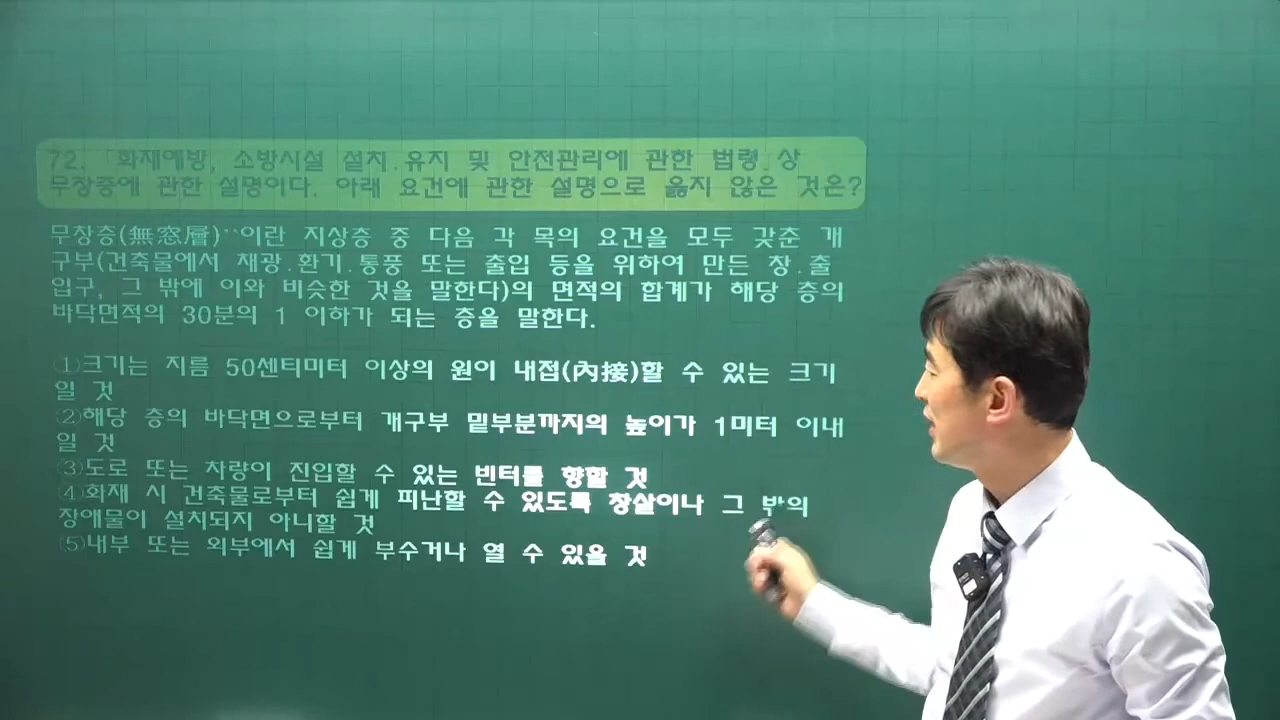 72. 「화재예방, 소방시설 설치·유지 및 안전관리에 관한 법령」상
무창층에 관한 설명이다. 아래 요건에 관한 설명으로 옳지 않은 것은?
무창층(無窓層)``이란 지상층 중 다음 각 목의 요건을 모두 갖춘 개
구부(건축물에서 채광·환기·통풍 또는 출입 등을 위하여 만든 창·출
입구, 그 밖에 이와 비슷한 것을 말한다)의 면적의 합계가 해당 층의
바닥면적의 30분의 1 이하가 되는 층을 말한다.
①크기는 지름 50센티미터 이상의 원이 내접(內接)할 수 있는 크기
일 것
②해당 층의 바닥면으로부터 개구부 밑부분까지의 높이가 1미터 이내
일 것
③도로 또는 차량이 진입할 수 있는 빈터를 향할 것
④화재 시 건축물로부터 쉽게 피난할 수 있도록 창살이나 그 밖의
장애물이 설치되지 아니할 것
⑤내부 또는 외부에서 쉽게 부수거나 열 수 있을 것